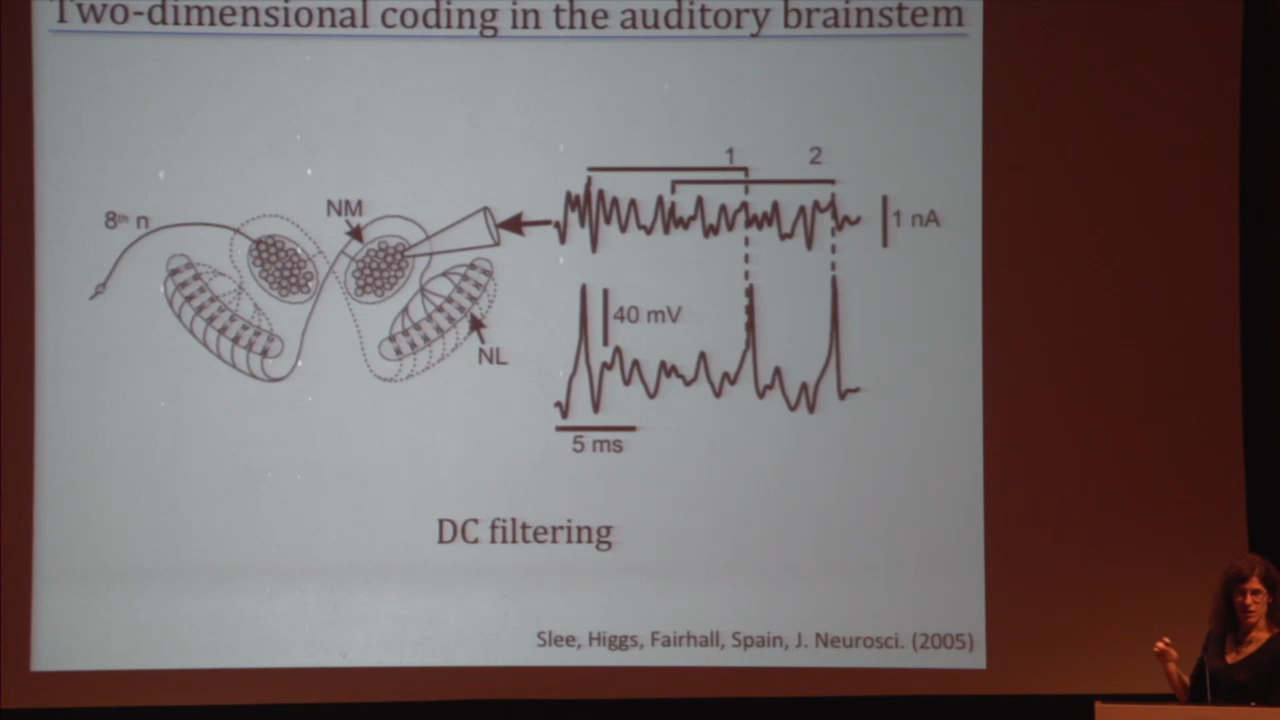 Two-dimensional coding in the auditory brainstem
1 2
NM
8th n
1 nA
40 mV
NL
5 ms
DC filtering
Slee, Higgs, Fairhall, Spain, J. Neurosci. (2005)